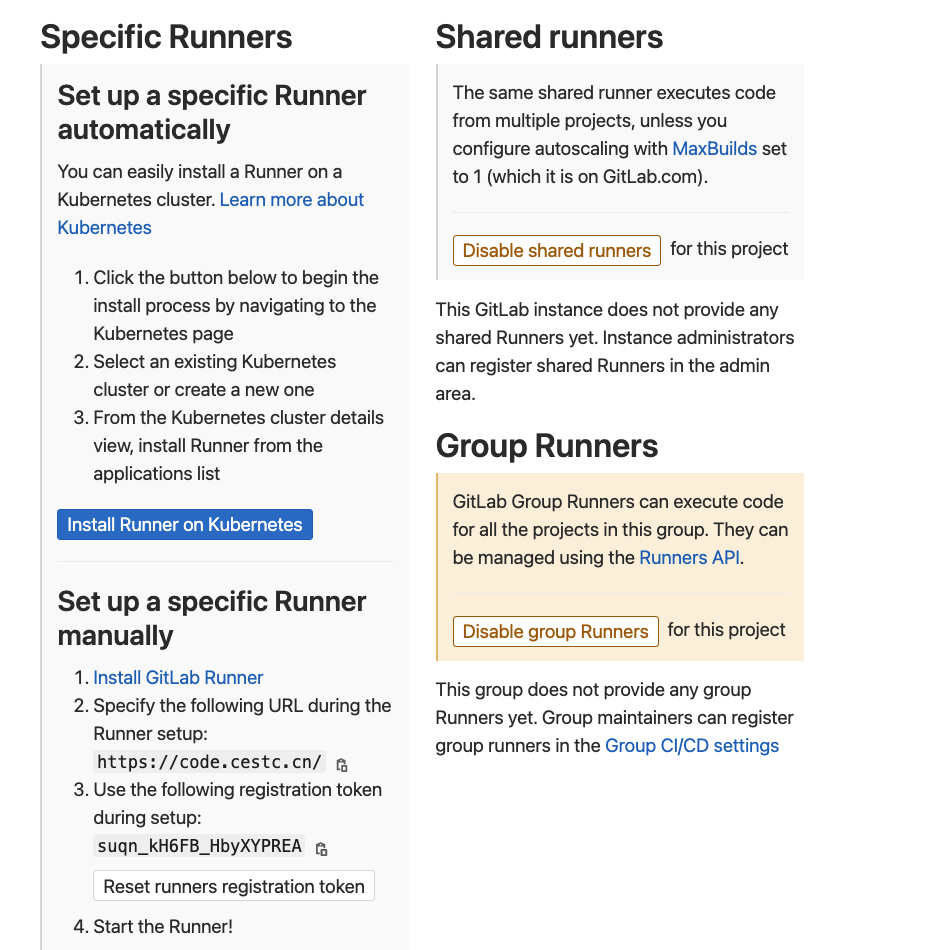 Specific Runners
Set up a specific Runner
automatically
You can easily install a Runner on a
Kubernetes cluster. Learn more about
Kubernetes
1. Click the button below to begin the
install process by navigating to the
Kubernetes page
2. Select an existing Kubernetes
cluster or create a new one
3. From the Kubernetes cluster details
view, install Runner from the
applications list
Install Runner on Kubernetes
Set up a specific Runner
manually
1. Install GitLab Runner
2. Specify the following URL during the
Runner setup:
https://code.cestc.cn/
3. Use the following registration token
during setup:
suqn_kH6FB_HbyXYPREA
Reset runners registration token
4. Start the Runner!
Shared runners
The same shared runner executes code
from multiple projects, unless you
configure autoscaling with MaxBuilds set
to 1 (which it is on GitLab.com).
Disable shared runners for this project
This GitLab instance does not provide any
shared Runners yet. Instance administrators
can register shared Runners in the admin
area.
Group Runners
GitLab Group Runners can execute code
for all the projects in this group. They can
be managed using the Runners API.
Disable group Runners for this project
This group does not provide any group
Runners yet. Group maintainers can register
group runners in the Group CI/CD settings